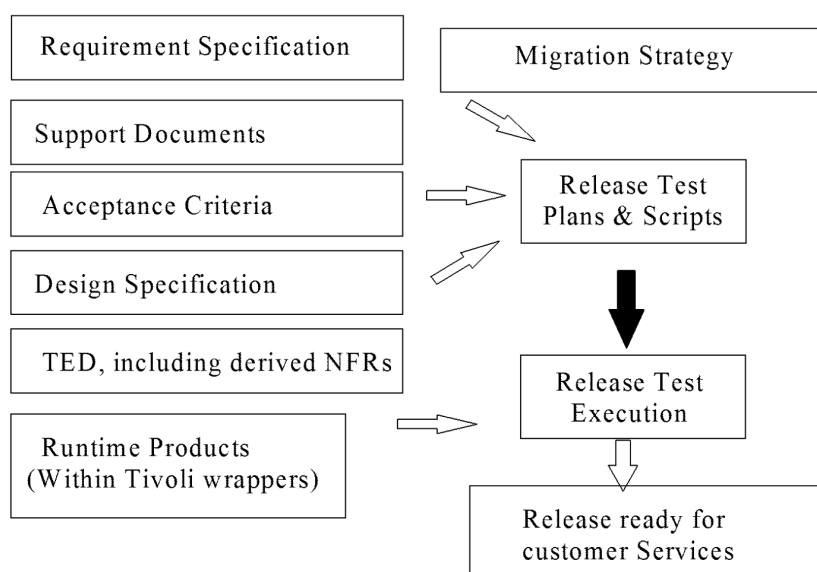 Requirement Specification
Migration Strategy
Support Documents
Acceptance Criteria
Release Test
Plans & Scripts
Design Specification
TED, including derived NFRs
Release Test
Execution
Runtime Products
(Within Tivoli wrappers)
Release ready for
customer Services